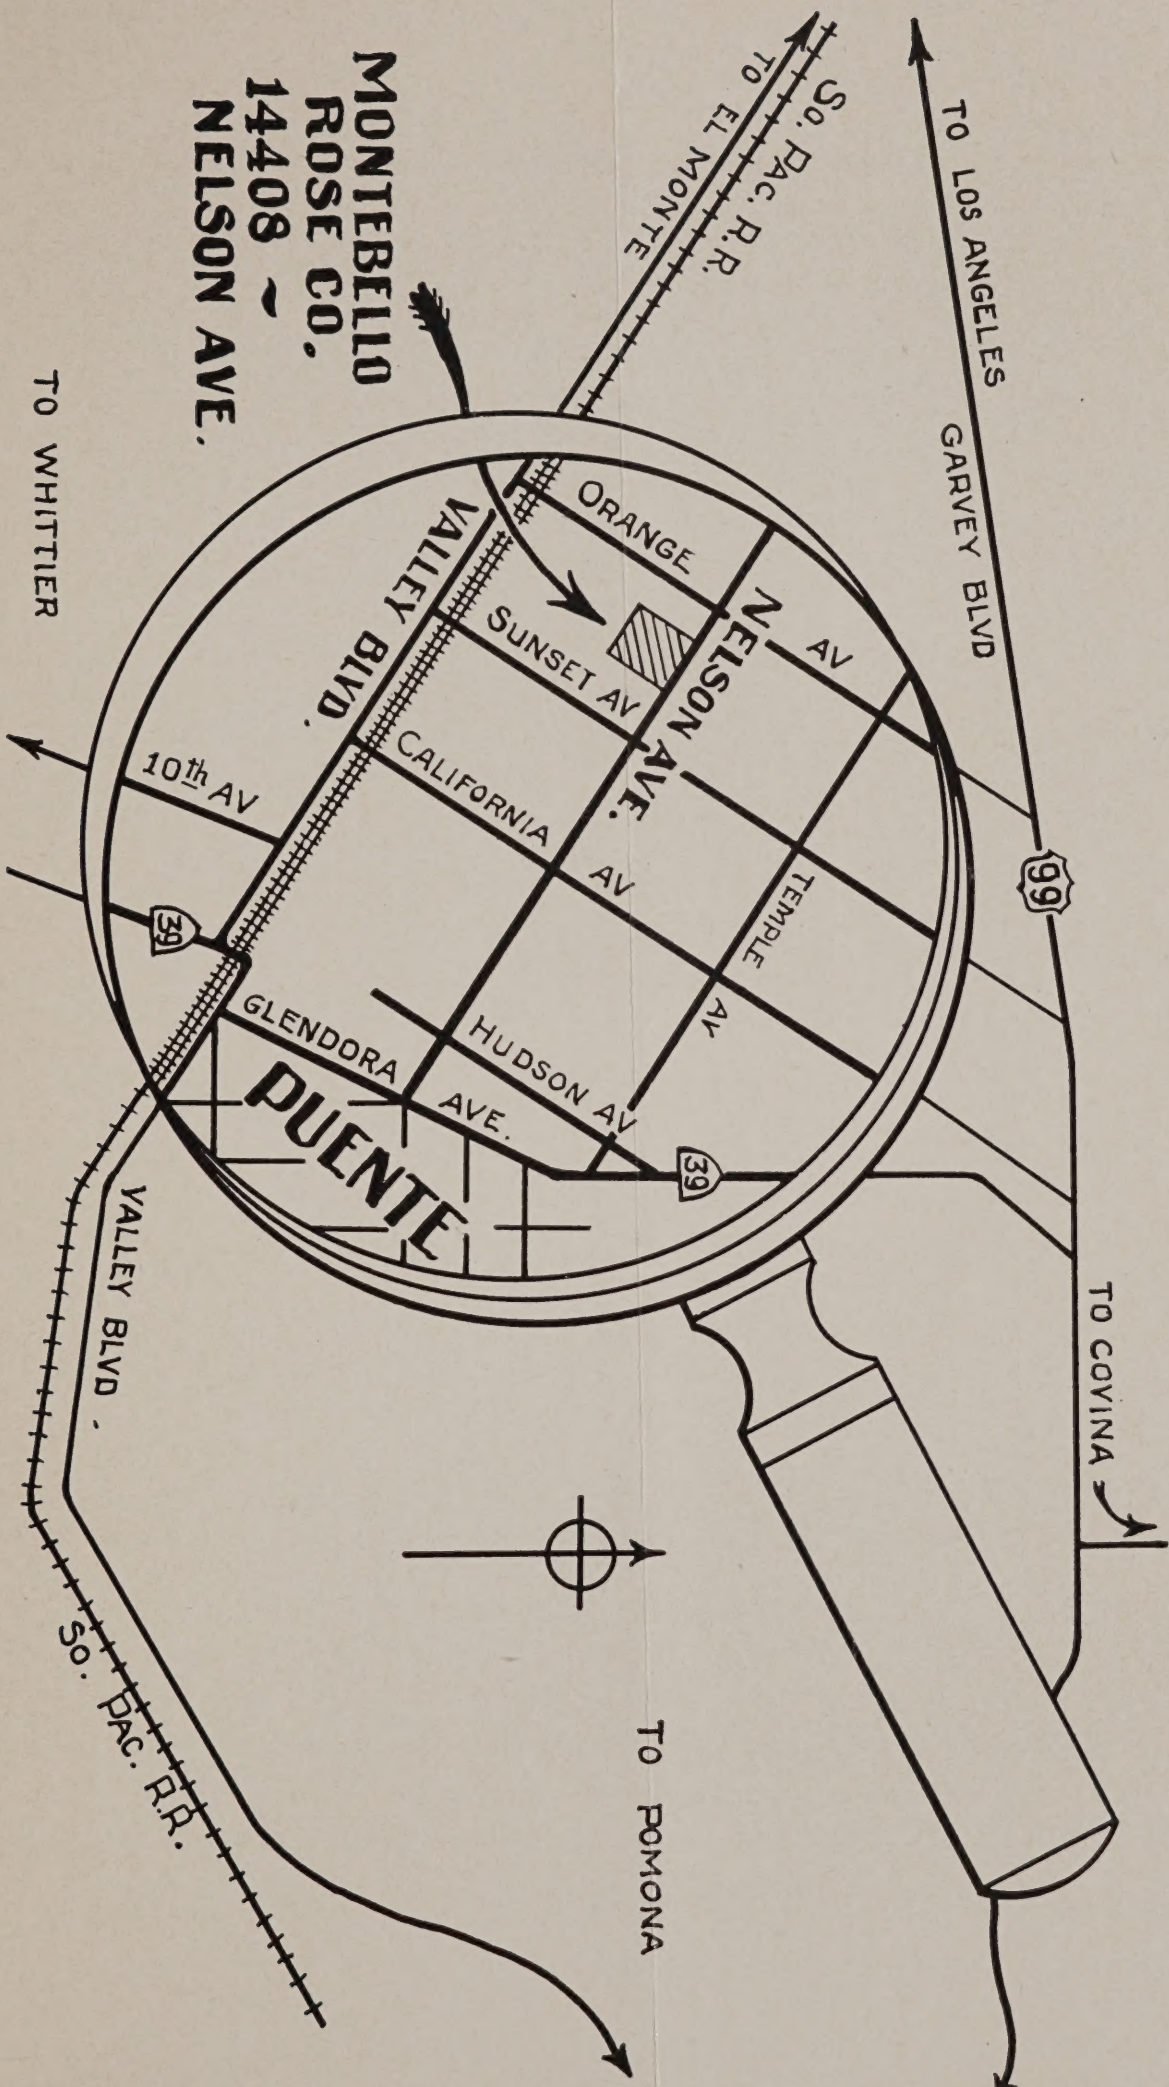 TO LOS ANGELES
GARVEY BLVD
99
TO COVINA
So. PAC. R.R.
TO EL MONTE
ORANGE AV
NELSON AVE.
SUNSET AV
TEMPLE AV
CALIFORNIA AV
HUDSON AV
39
VALLEY BLVD.
GLENDORA AVE.
PUENTE
10th AV
39
MONTEBELLO
ROSE CO.
14408 ~
NELSON AVE.
TO WHITTIER
VALLEY BLVD.
SO. PAC. R.R.
TO POMONA